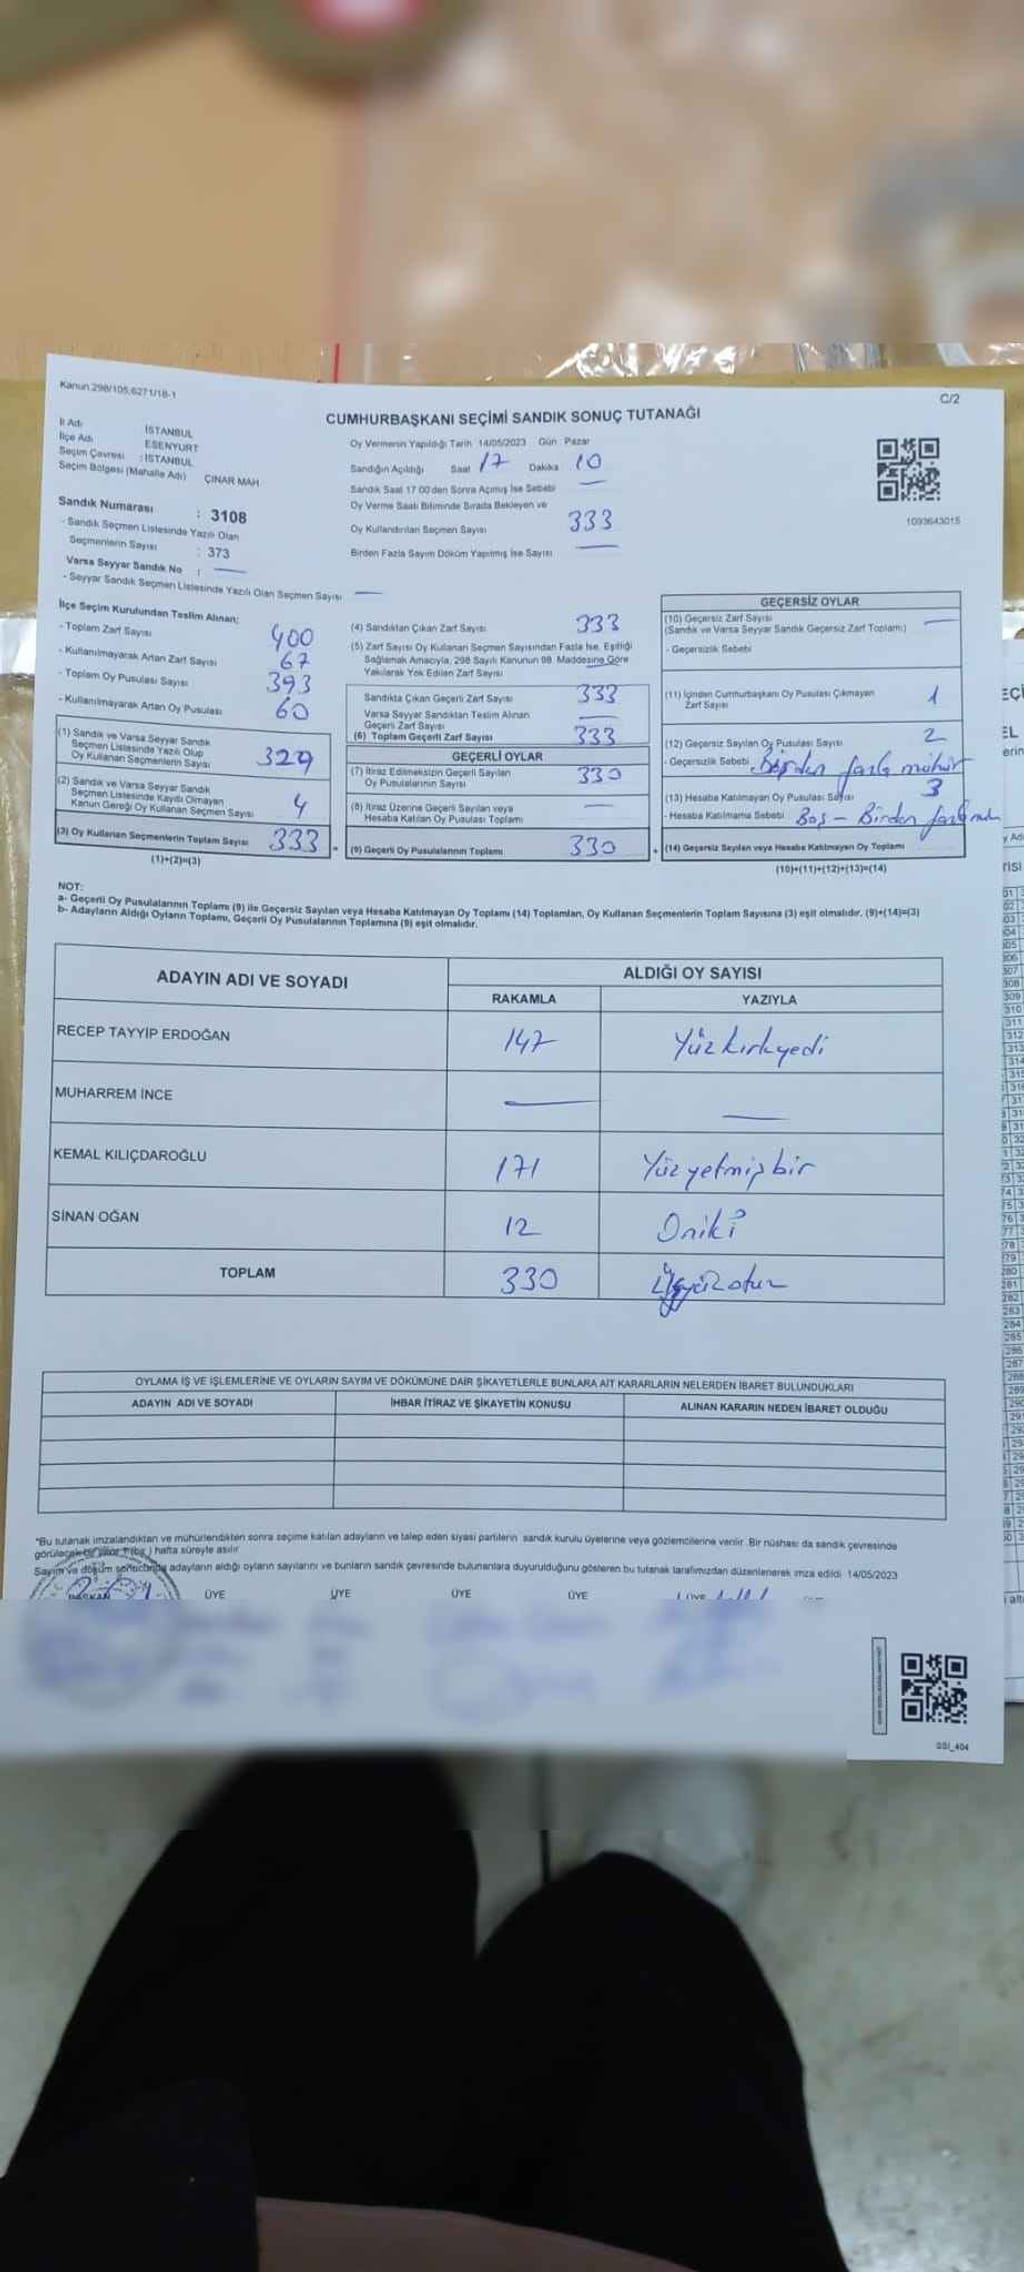 Kanun 298/105,6271/18-1
C/2
CUMHURBAŞKANI SEÇİMİ SANDIK SONUÇ TUTANAĞI
İl Adı İSTANBUL
İlçe Adı ESENYURT
Seçim Çevresi : İSTANBUL
Seçim Bölgesi (Mahalle Adı) ÇINAR MAH.
Sandık Numarası : 3108
- Sandık Seçmen Listesinde Yazılı Olan
Seçmenlerin Sayısı : 373
Varsa Seyyar Sandık No : —
- Seyyar Sandık Seçmen Listesinde Yazılı Olan Seçmen Sayısı —
Oy Vermenin Yapıldığı Tarih 14/05/2023 Gün Pazar
Sandığın Açıldığı Saat 17 Dakika 10
Sandık Saat 17 00'den Sonra Açmış İse Sebebi —
Oy Verme Saati Bitiminde Sırada Bekleyen ve
Oy Kullandırılan Seçmen Sayısı 333
Birden Fazla Sayım Döküm Yapılmış İse Sayısı —
1093643015
İlçe Seçim Kurulundan Teslim Alınan;
- Toplam Zarf Sayısı 400
- Kullanılmayarak Artan Zarf Sayısı 67
- Toplam Oy Pusulası Sayısı 393
- Kullanılmayarak Artan Oy Pusulası 60
(1) Sandık ve Varsa Seyyar Sandık
Seçmen Listesinde Yazılı Olup
Oy Kullanan Seçmenlerin Sayısı 329
(2) Sandık ve Varsa Seyyar Sandık
Seçmen Listesinde Kayıtlı Olmayan
Kanun Gereği Oy Kullanan Seçmen Sayısı 4
(3) Oy Kullanan Seçmenlerin Toplam Sayısı 333 =
(1)+(2)=(3)
(4) Sandıktan Çıkan Zarf Sayısı 333
(5) Zarf Sayısı Oy Kullanan Seçmen Sayısından Fazla İse, Eşitliği
Sağlamak Amacıyla, 298 Sayılı Kanunun 98. Maddesine Göre
Yakılarak Yok Edilen Zarf Sayısı
Sandıkta Çıkan Geçerli Zarf Sayısı 333
Varsa Seyyar Sandıktan Teslim Alınan
Geçerli Zarf Sayısı —
(6) Toplam Geçerli Zarf Sayısı 333
GEÇERLİ OYLAR
(7) İtiraz Edilmeksizin Geçerli Sayılan
Oy Pusulalarının Sayısı 330
(8) İtiraz Üzerine Geçerli Sayılan veya
Hesaba Katılan Oy Pusulası Toplamı —
(9) Geçerli Oy Pusulalarının Toplamı 330 +
GEÇERSİZ OYLAR
(10) Geçersiz Zarf Sayısı —
(Sandık ve Varsa Seyyar Sandık Geçersiz Zarf Toplamı)
- Geçersizlik Sebebi
(11) İçinden Cumhurbaşkanı Oy Pusulası Çıkmayan
Zarf Sayısı 1
(12) Geçersiz Sayılan Oy Pusulası Sayısı 2
- Geçersizlik Sebebi Birden fazla mühür
(13) Hesaba Katılmayan Oy Pusulası Sayısı 3
- Hesaba Katılmama Sebebi Boş - Birden fazla
(14) Geçersiz Sayılan veya Hesaba Katılmayan Oy Toplamı
(10)+(11)+(12)+(13)=(14)
NOT:
a- Geçerli Oy Pusulalarının Toplamı (9) ile Geçersiz Sayılan veya Hesaba Katılmayan Oy Toplamı (14) Toplamları, Oy Kullanan Seçmenlerin Toplam Sayısına (3) eşit olmalıdır. (9)+(14)=(3)
b- Adayların Aldığı Oyların Toplamı, Geçerli Oy Pusulalarının Toplamına (9) eşit olmalıdır.
ADAYIN ADI VE SOYADI
ALDIĞI OY SAYISI
RAKAMLA YAZIYLA
RECEP TAYYİP ERDOĞAN 147 Yüzkırkyedi
MUHARREM İNCE — —
KEMAL KILIÇDAROĞLU 171 Yüzyetmişbir
SİNAN OĞAN 12 Oniki
TOPLAM 330 Üçyüzotuz
OYLAMA İŞ VE İŞLEMLERİNE VE OYLARIN SAYIM VE DÖKÜMÜNE DAİR ŞİKAYETLERLE BUNLARA AİT KARARLARIN NELERDEN İBARET BULUNDUKLARI
ADAYIN ADI VE SOYADI İHBAR İTİRAZ VE ŞİKAYETİN KONUSU ALINAN KARARIN NEDEN İBARET OLDUĞU
*Bu tutanak imzalandıktan ve mühürlendikten sonra seçime katılan adayların ve talep eden siyasi partilerin sandık kurulu üyelerine veya gözlemcilerine verilir. Bir nüshası da sandık çevresinde
görülecek bir yere 1 (bir) hafta süreyle asılır
Sayım ve döküm sonucunda adayların aldığı oyların sayılarını ve bunların sandık çevresinde bulunanlara duyurulduğunu gösteren bu tutanak tarafımızdan düzenlenerek imza edildi 14/05/2023
BAŞKAN ÜYE ÜYE ÜYE ÜYE ÜYE